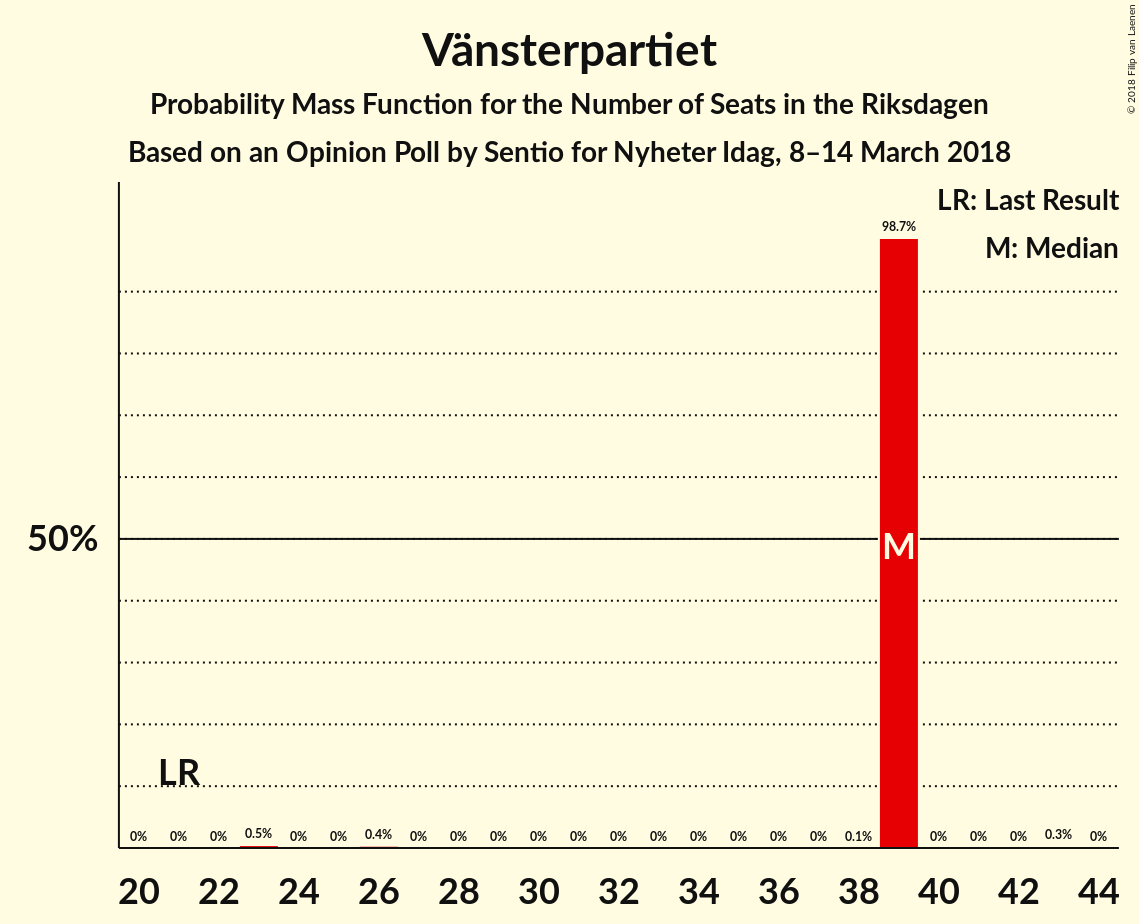 Vänsterpartiet
Probability Mass Function for the Number of Seats in the Riksdagen
Based on an Opinion Poll by Sentio for Nyheter Idag, 8–14 March 2018
© 2018 Filip van Laenen
LR: Last Result
M: Median
98.7%
50%
M
LR
0% 0% 0% 0.5% 0% 0% 0.4% 0% 0% 0% 0% 0% 0% 0% 0% 0% 0% 0% 0.1% 0% 0% 0% 0.3% 0%
20 22 24 26 28 30 32 34 36 38 40 42 44